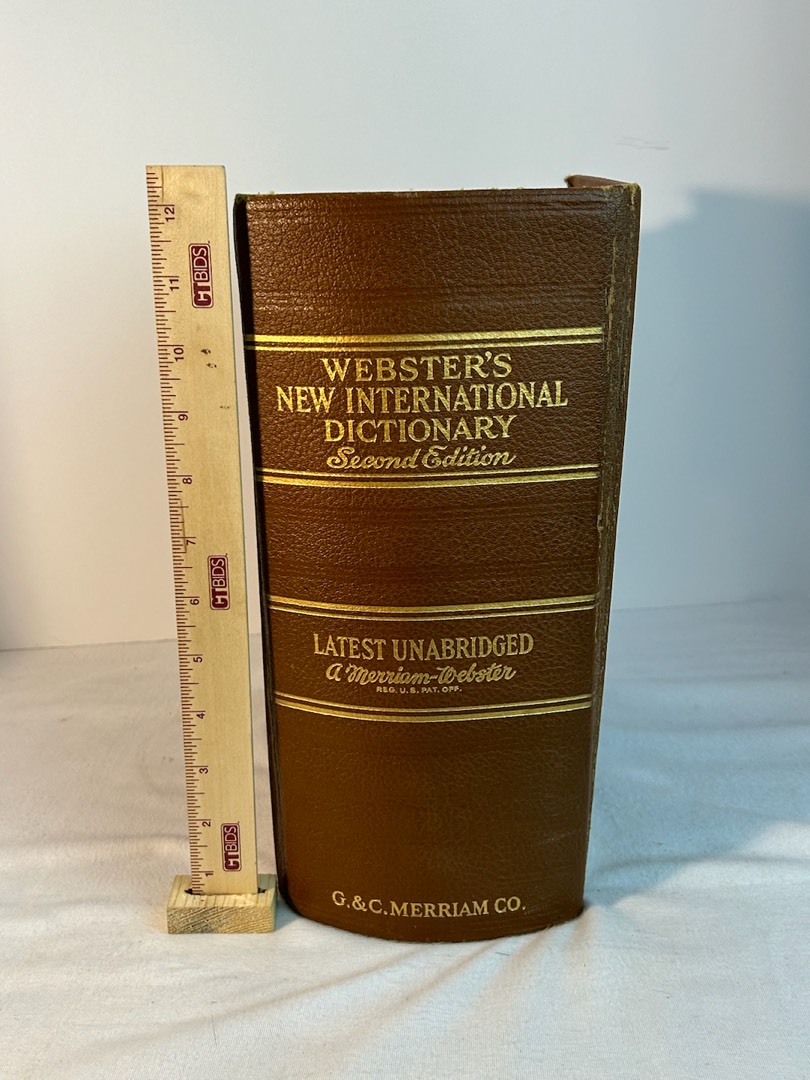 WEBSTER'S
NEW INTERNATIONAL
DICTIONARY
Second Edition
LATEST UNABRIDGED
A Merriam-Webster
REG. U.S. PAT. OFF.
G.&C. MERRIAM CO.
12
11
CTBIDS
10
9
8
7
CTBIDS
6
5
4
3
2
CTBIDS
1